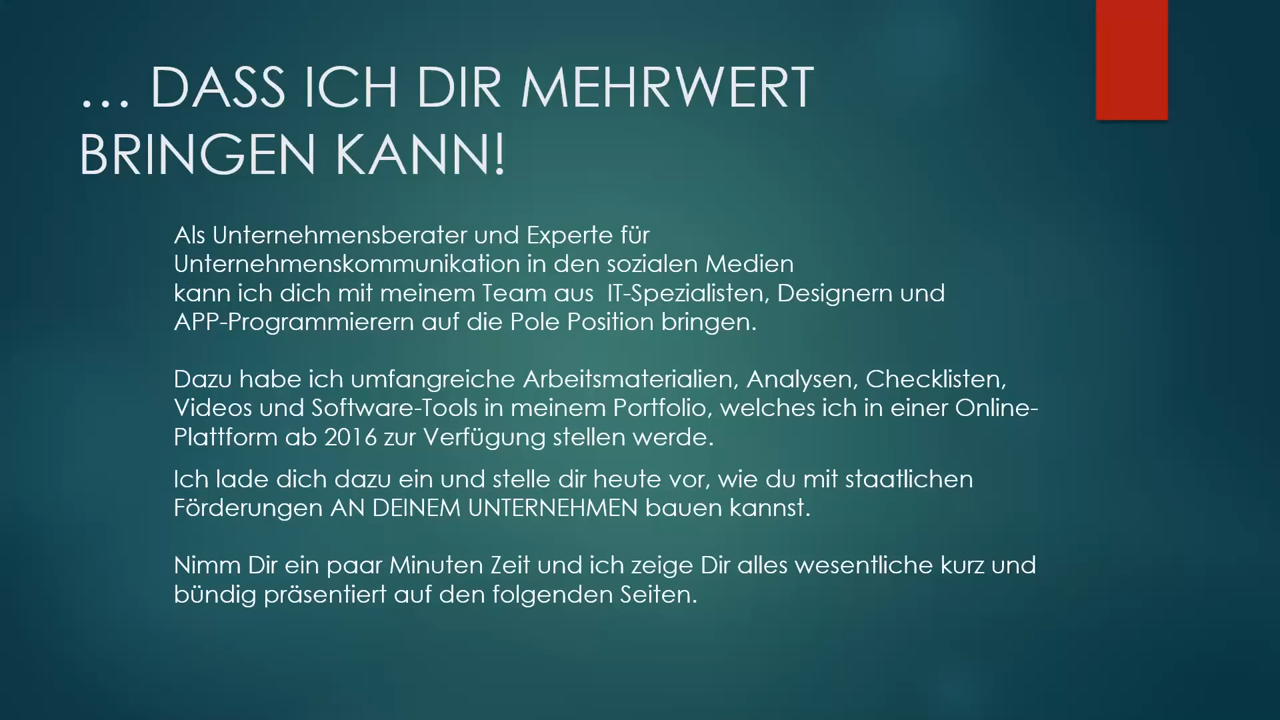 … DASS ICH DIR MEHRWERT
BRINGEN KANN!
Als Unternehmensberater und Experte für
Unternehmenskommunikation in den sozialen Medien
kann ich dich mit meinem Team aus  IT-Spezialisten, Designern und
APP-Programmierern auf die Pole Position bringen.
Dazu habe ich umfangreiche Arbeitsmaterialien, Analysen, Checklisten,
Videos und Software-Tools in meinem Portfolio, welches ich in einer Online-
Plattform ab 2016 zur Verfügung stellen werde.
Ich lade dich dazu ein und stelle dir heute vor, wie du mit staatlichen
Förderungen AN DEINEM UNTERNEHMEN bauen kannst.
Nimm Dir ein paar Minuten Zeit und ich zeige Dir alles wesentliche kurz und
bündig präsentiert auf den folgenden Seiten.